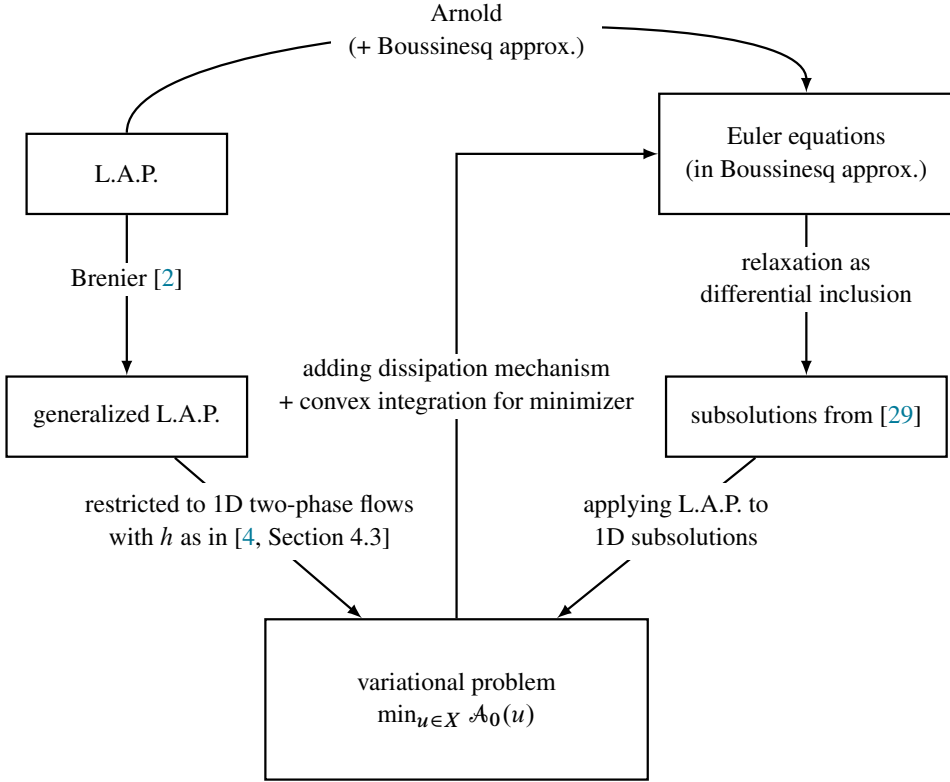 Arnold
(+ Boussinesq approx.)
L.A.P.
Euler equations
(in Boussinesq approx.)
Brenier [2]
relaxation as
differential inclusion
adding dissipation mechanism
+ convex integration for minimizer
generalized L.A.P.
subsolutions from [29]
restricted to 1D two-phase flows
with h as in [4, Section 4.3]
applying L.A.P. to
1D subsolutions
variational problem
min_{u∈X} 𝒜₀(u)